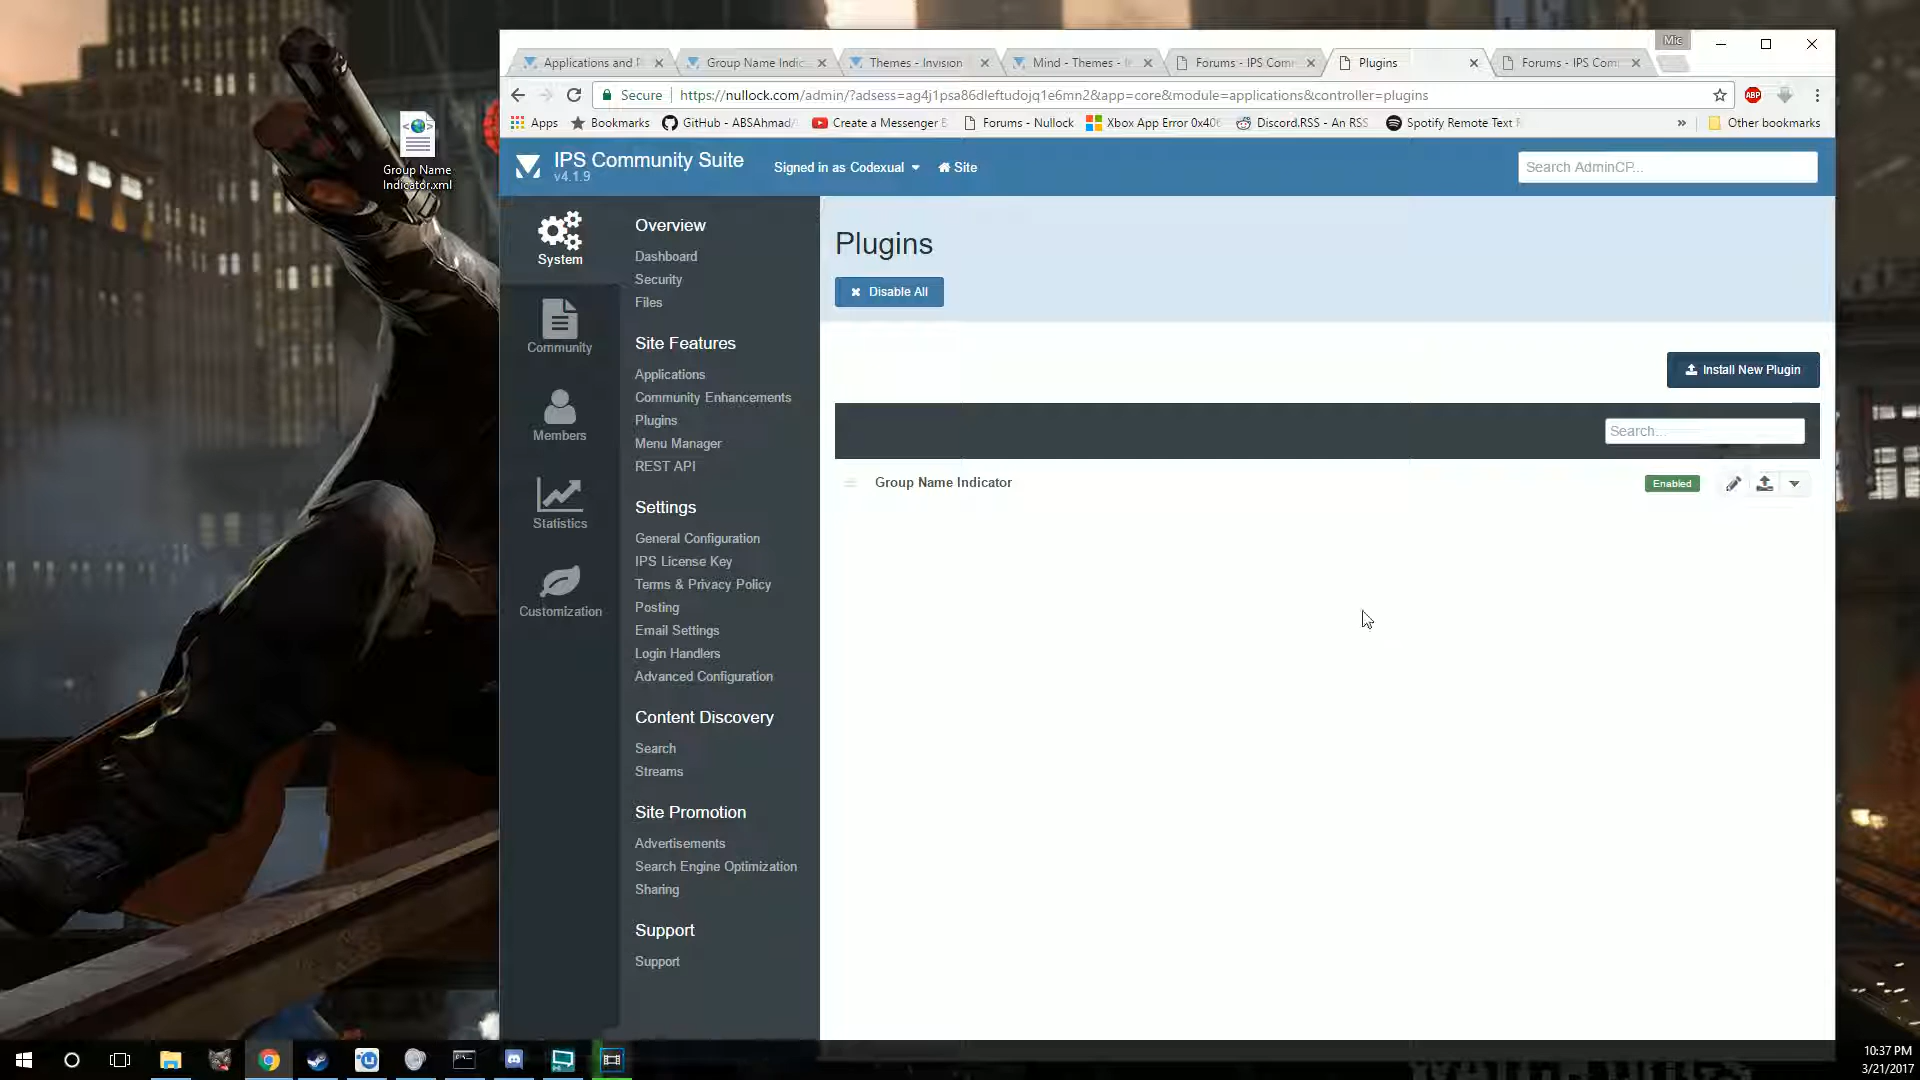 Mic
Applications and
Group Name Indic
Themes - Invision
Mind - Themes -
Forums - IPS Com
Plugins
Forums - IPS Com
Secure
https://nullock.com/admin/?adsess=ag4j1psa86dleftudojq1e6mn2&app=core&module=applications&controller=plugins
ABP
Apps
Bookmarks
GitHub - ABSAhmad/
Create a Messenger
Forums - Nullock
Xbox App Error 0x406
Discord.RSS - An RSS
Spotify Remote Text
»
Other bookmarks
Group Name
Indicator.xml
IPS Community Suite
v4.1.9
Signed in as Codexual
Site
Search AdminCP...
System
Community
Members
Statistics
Customization
Overview
Dashboard
Security
Files
Site Features
Applications
Community Enhancements
Plugins
Menu Manager
REST API
Settings
General Configuration
IPS License Key
Terms & Privacy Policy
Posting
Email Settings
Login Handlers
Advanced Configuration
Content Discovery
Search
Streams
Site Promotion
Advertisements
Search Engine Optimization
Sharing
Support
Support
Plugins
Disable All
Install New Plugin
Search...
Group Name Indicator
Enabled
10:37 PM
3/21/2017